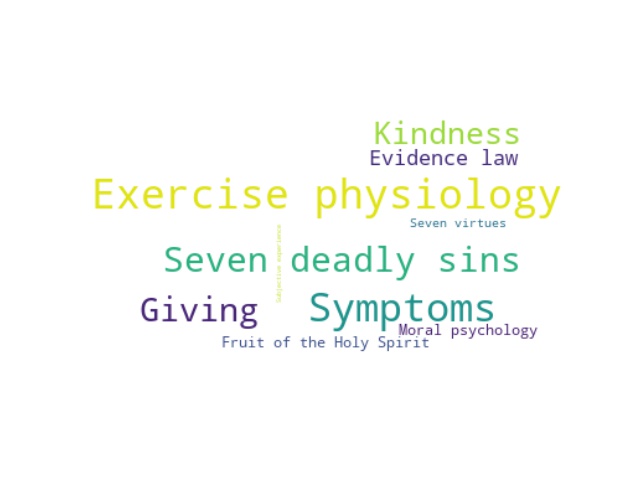 Kindness
Evidence law
Exercise physiology
Seven virtues
Subjective experience
Seven deadly sins
Giving
Symptoms
Moral psychology
Fruit of the Holy Spirit